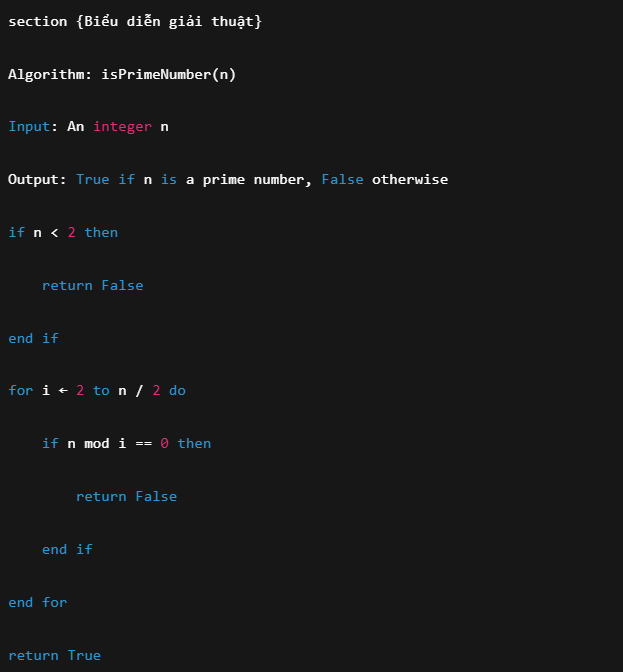 section {Biểu diễn giải thuật}
Algorithm: isPrimeNumber(n)
Input: An integer n
Output: True if n is a prime number, False otherwise
if n < 2 then
    return False
end if
for i ← 2 to n / 2 do
    if n mod i == 0 then
        return False
    end if
end for
return True